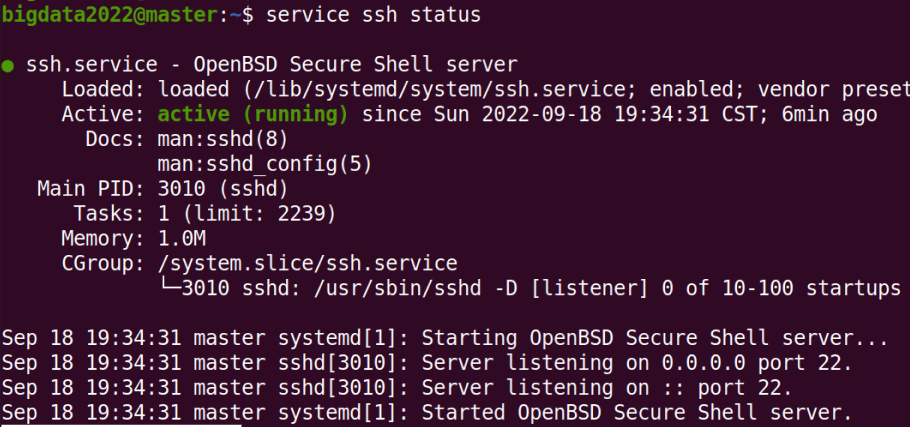 bigdata2022@master:~$ service ssh status
● ssh.service - OpenBSD Secure Shell server
Loaded: loaded (/lib/systemd/system/ssh.service; enabled; vendor preset
Active: active (running) since Sun 2022-09-18 19:34:31 CST; 6min ago
Docs: man:sshd(8)
man:sshd_config(5)
Main PID: 3010 (sshd)
Tasks: 1 (limit: 2239)
Memory: 1.0M
CGroup: /system.slice/ssh.service
└─3010 sshd: /usr/sbin/sshd -D [listener] 0 of 10-100 startups
Sep 18 19:34:31 master systemd[1]: Starting OpenBSD Secure Shell server...
Sep 18 19:34:31 master sshd[3010]: Server listening on 0.0.0.0 port 22.
Sep 18 19:34:31 master sshd[3010]: Server listening on :: port 22.
Sep 18 19:34:31 master systemd[1]: Started OpenBSD Secure Shell server.